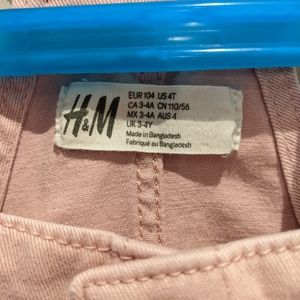 H&M
EUR 104 US 4T
CA 3-4A CN 110/56
MX 3-4A AUS 4
UK 3-4Y
Made in Bangladesh
Fabriqué au Bangladesh